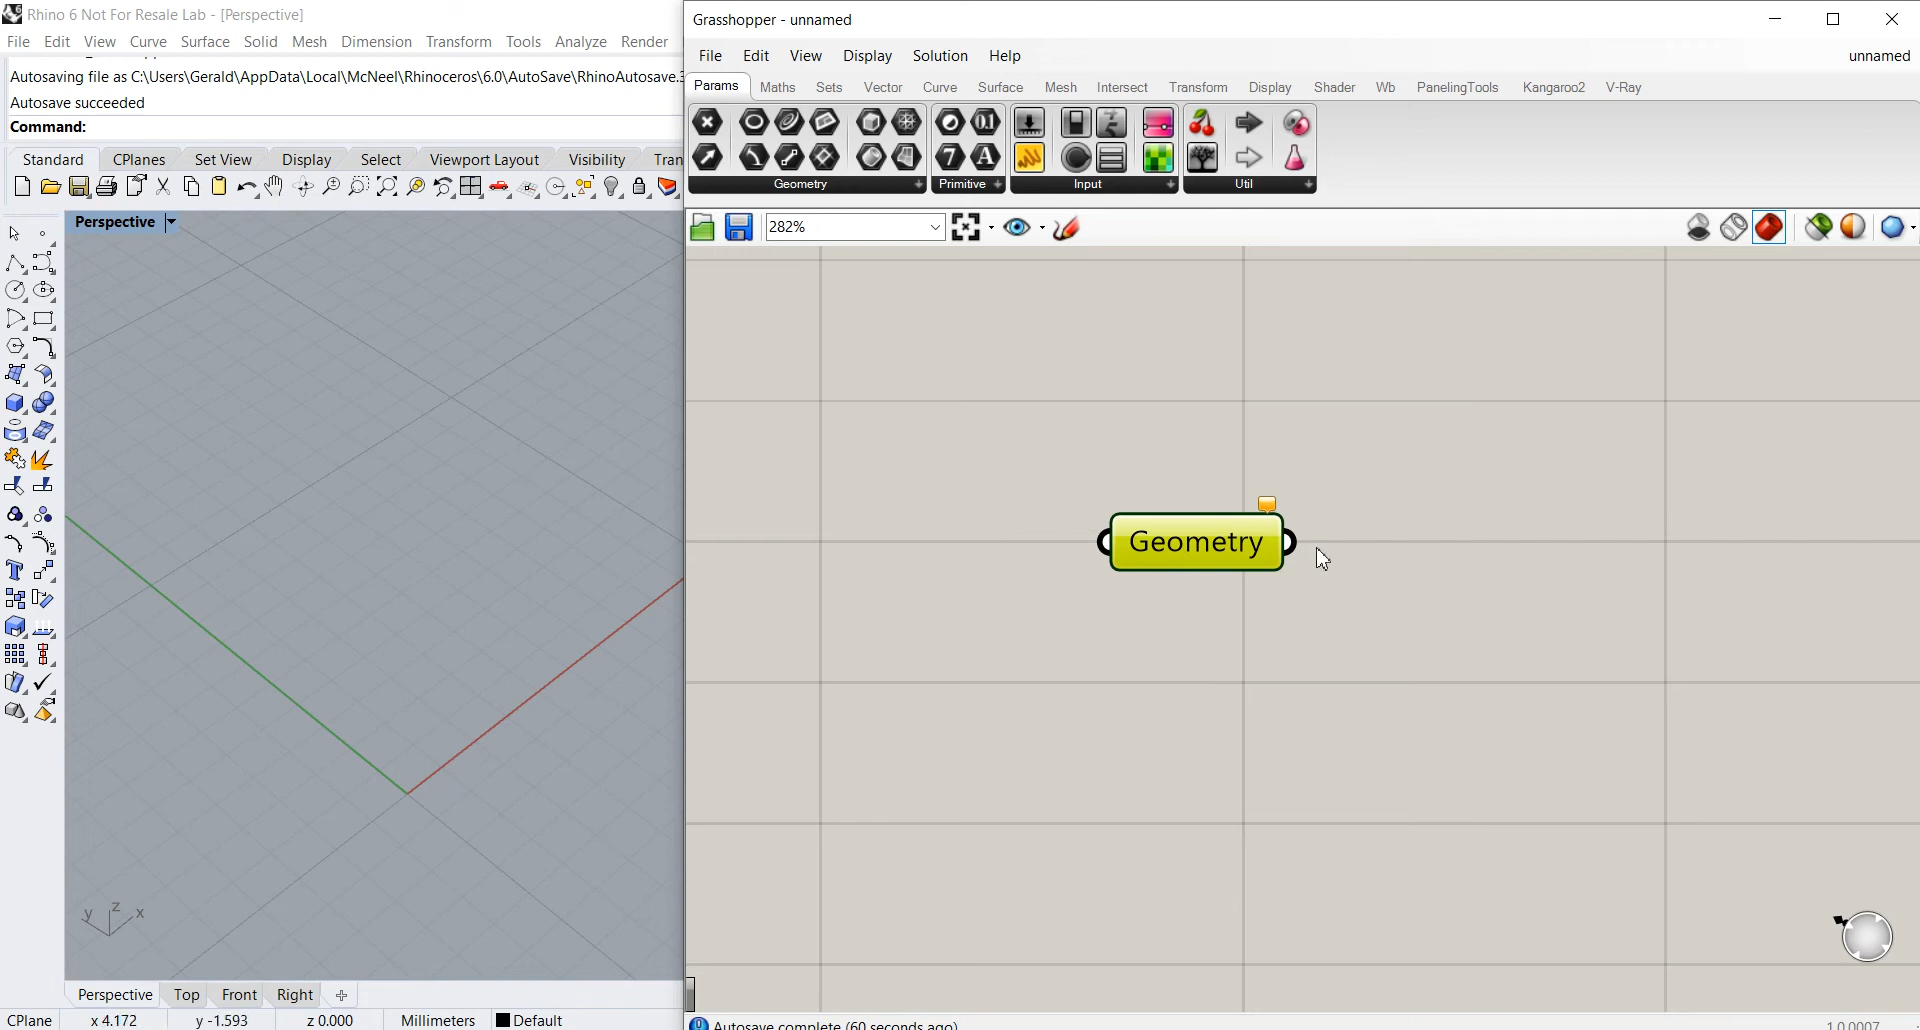 Rhino 6 Not For Resale Lab - [Perspective]
File Edit View Curve Surface Solid Mesh Dimension Transform Tools Analyze Render
Autosaving file as C:\Users\Gerald\AppData\Local\McNeel\Rhinoceros\6.0\AutoSave\RhinoAutosave.3
Autosave succeeded
Command:
Standard CPlanes Set View Display Select Viewport Layout Visibility Tran
Perspective
y z x
Perspective Top Front Right
CPlane x 4.172 y -1.593 z 0.000 Millimeters Default
Grasshopper - unnamed
File Edit View Display Solution Help unnamed
Params Maths Sets Vector Curve Surface Mesh Intersect Transform Display Shader Wb PanelingTools Kangaroo2 V-Ray
0.1
7 A
Geometry Primitive Input Util
282%
Geometry
Autosave complete (60 seconds ago)
1.0.0007